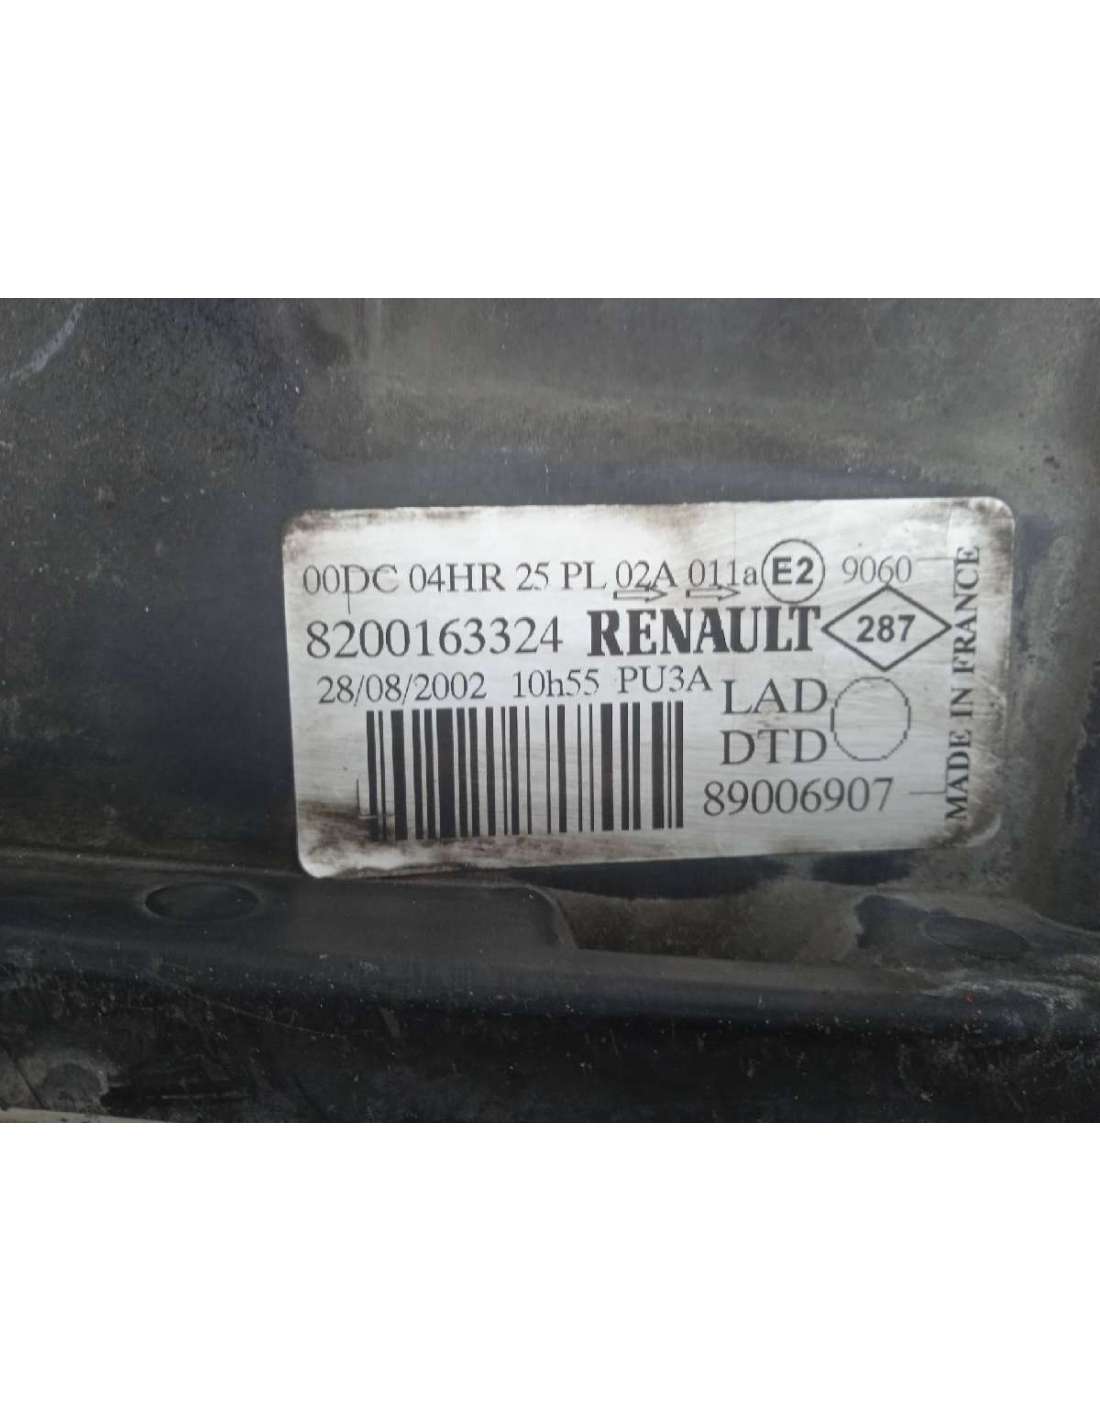 00DC 04HR 25 PL 02A 011a E2 9060
8200163324 RENAULT 287
28/08/2002 10h55 PU3A LAD
DTD
89006907
MADE IN FRANCE